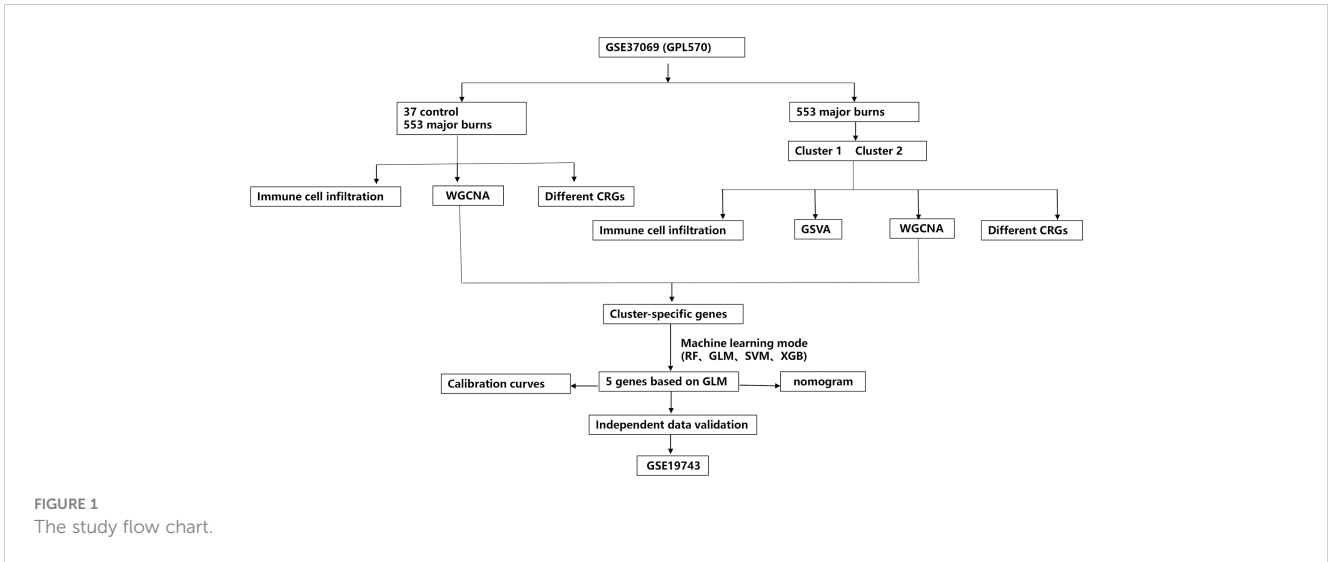 GSE37069 (GPL570)
37 control
553 major burns
553 major burns
Cluster 1 Cluster 2
Immune cell infiltration
WGCNA
Different CRGs
Immune cell infiltration
GSVA
WGCNA
Different CRGs
Cluster-specific genes
Machine learning mode
(RF、GLM、SVM、XGB)
Calibration curves
5 genes based on GLM
nomogram
Independent data validation
GSE19743
FIGURE 1
The study flow chart.